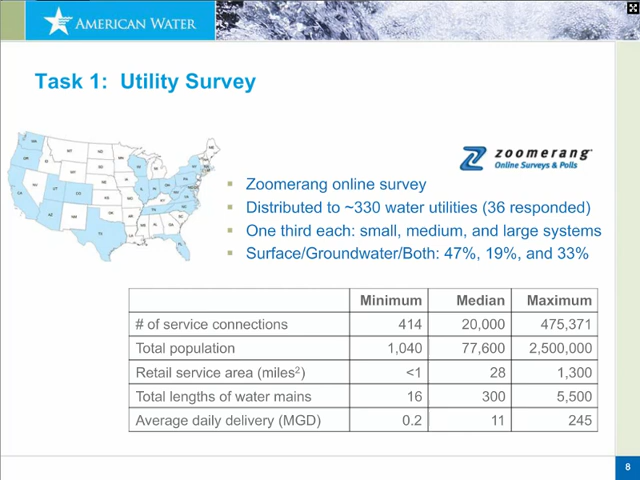 AMERICAN WATER
Task 1: Utility Survey
zoomerang
Online Surveys & Polls
Zoomerang online survey
Distributed to ~330 water utilities (36 responded)
One third each: small, medium, and large systems
Surface/Groundwater/Both: 47%, 19%, and 33%
Minimum Median Maximum
# of service connections 414 20,000 475,371
Total population 1,040 77,600 2,500,000
Retail service area (miles²) <1 28 1,300
Total lengths of water mains 16 300 5,500
Average daily delivery (MGD) 0.2 11 245
8